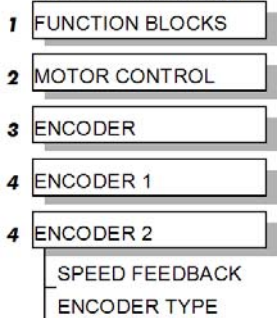 1 FUNCTION BLOCKS
2 MOTOR CONTROL
3 ENCODER
4 ENCODER 1
4 ENCODER 2
SPEED FEEDBACK
ENCODER TYPE